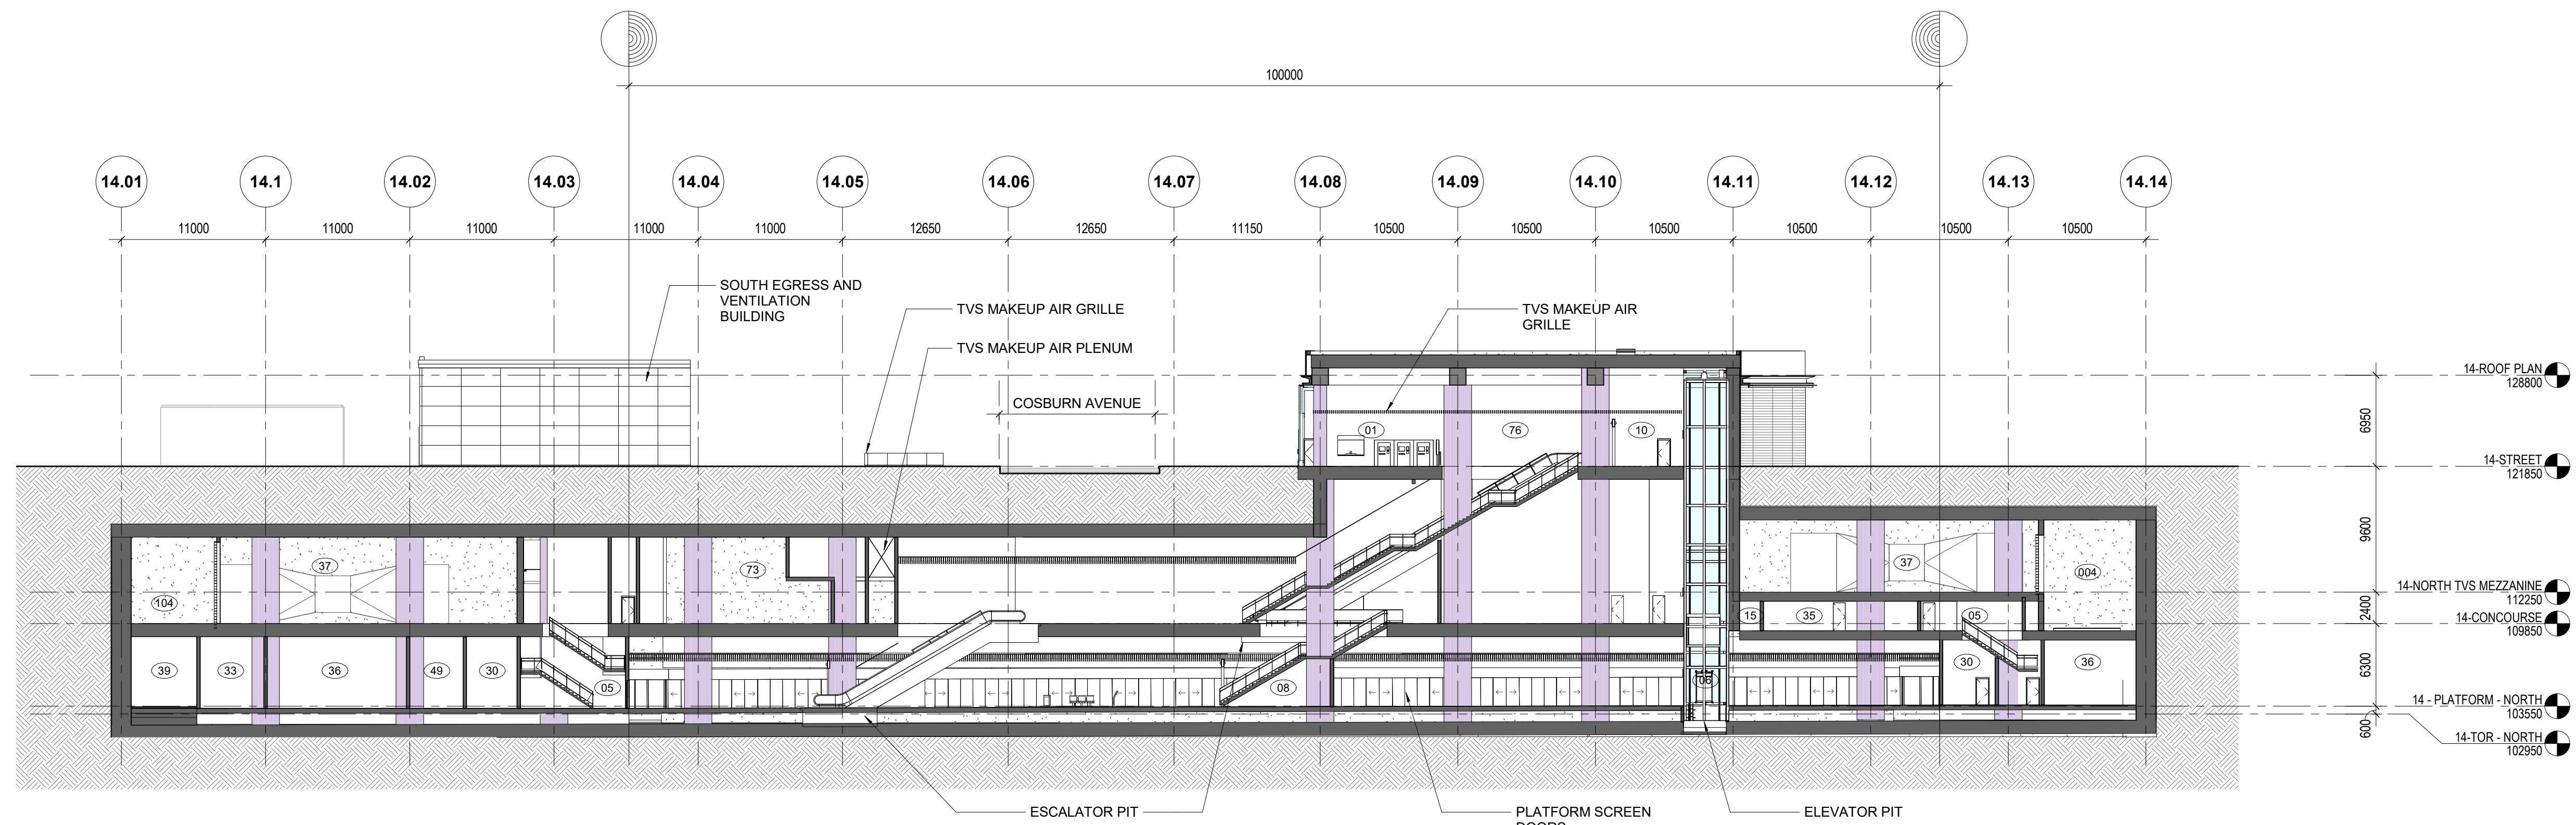 100000
14.01 14.1 14.02 14.03 14.04 14.05 14.06 14.07 14.08 14.09 14.10 14.11 14.12 14.13 14.14
11000 11000 11000 11000 11000 12650 12650 11150 10500 10500 10500 10500 10500 10500
SOUTH EGRESS AND
VENTILATION
BUILDING
TVS MAKEUP AIR GRILLE
TVS MAKEUP AIR PLENUM
COSBURN AVENUE
TVS MAKEUP AIR
GRILLE
14-ROOF PLAN
128800
6950
01 76 10
14-STREET
121850
9600
37 73 37 004
104
14-NORTH TVS MEZZANINE
112250
2400
15 35 05
14-CONCOURSE
109850
6300
39 33 36 49 30 05 08 06 30 36
14 - PLATFORM - NORTH
103550
600
14-TOR - NORTH
102950
ESCALATOR PIT
PLATFORM SCREEN
DOORS
ELEVATOR PIT